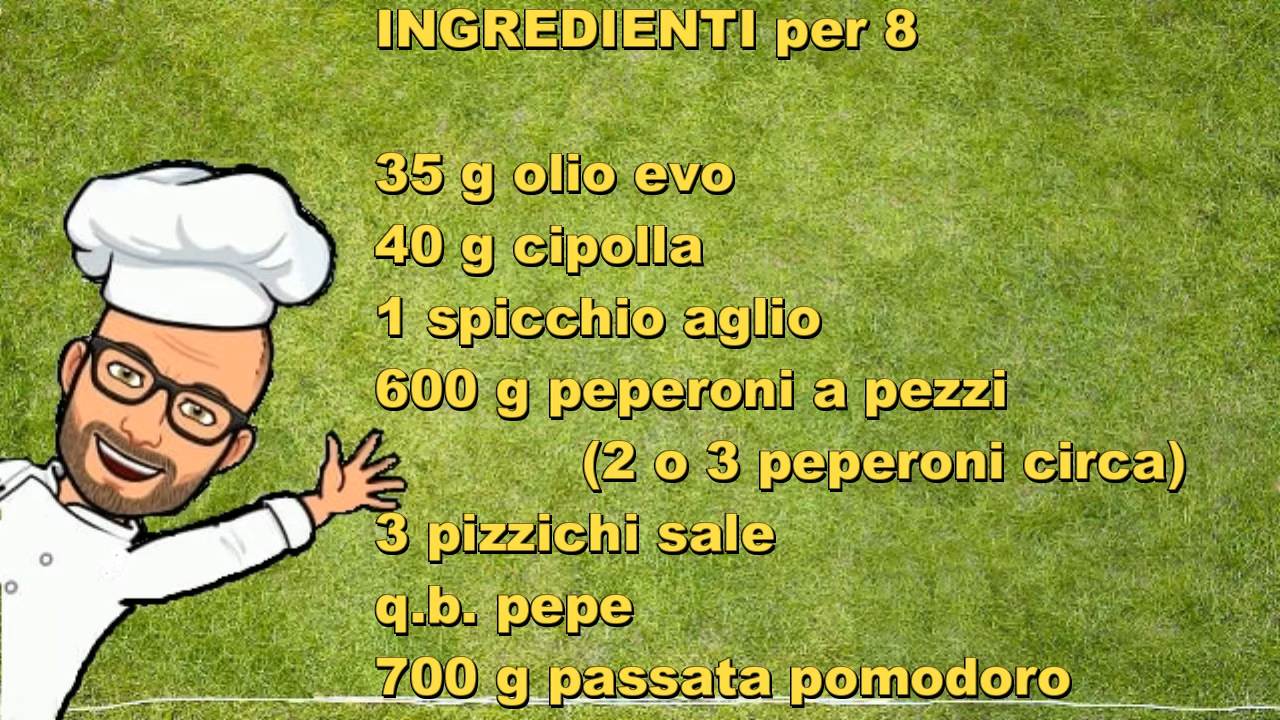 INGREDIENTI per 8
35 g olio evo
40 g cipolla
1 spicchio aglio
600 g peperoni a pezzi
(2 o 3 peperoni circa)
3 pizzichi sale
q.b. pepe
700 g passata pomodoro